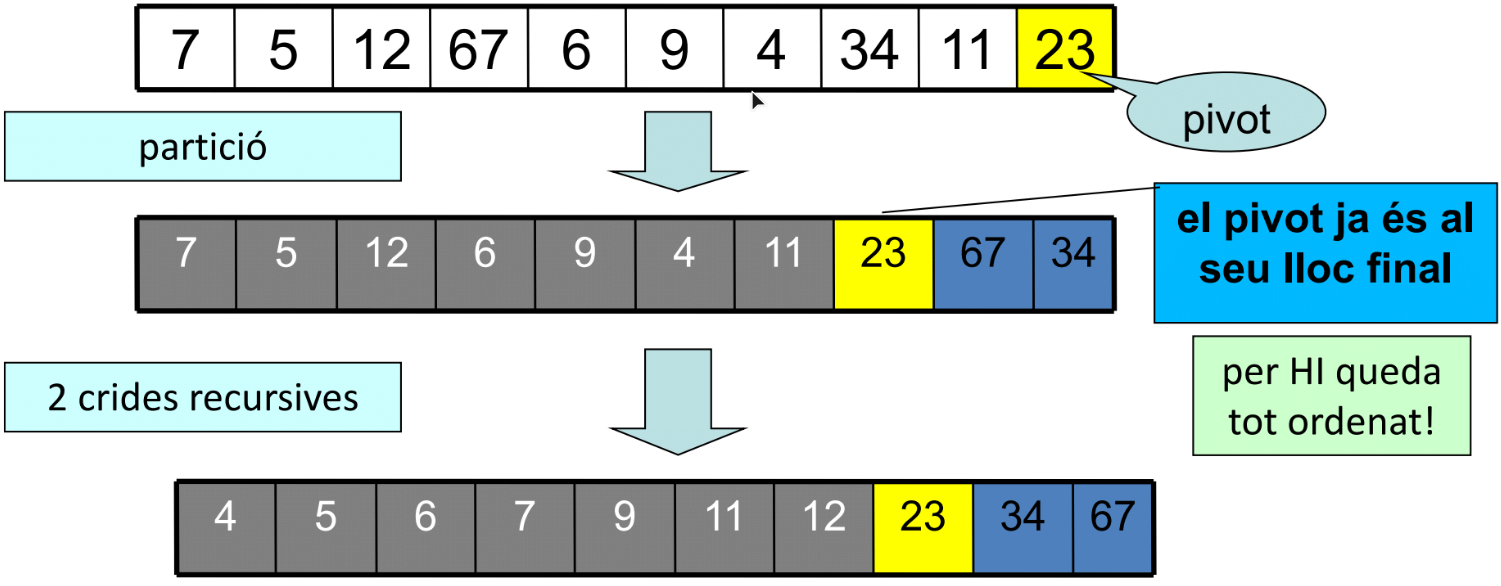 7 5 12 67 6 9 4 34 11 23
pivot
partició
7 5 12 6 9 4 11 23 67 34
el pivot ja és al
seu lloc final
2 crides recursives
per HI queda
tot ordenat!
4 5 6 7 9 11 12 23 34 67